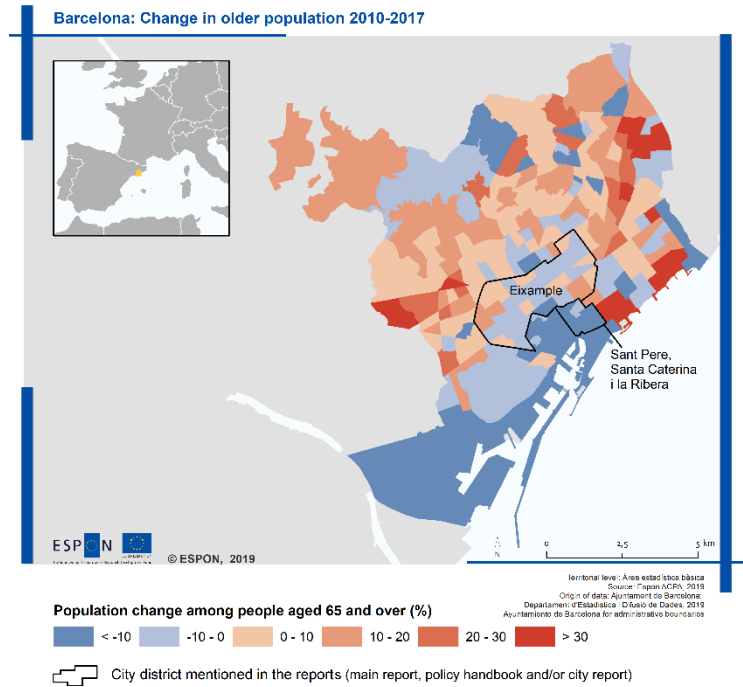 Barcelona: Change in older population 2010-2017
Eixample
Sant Pere,
Santa Caterina
i la Ribera
ESPON
© ESPON, 2019
N
0 2,5 5 km
Territorial level: Área estadística bàsica
Source: Espon ACPA, 2019
Origin of data: Ajuntament de Barcelona:
Departament d'Estadística i Difusió de Dades, 2019
Ayuntamiento de Barcelona for administrative boundaries
Population change among people aged 65 and over (%)
< -10 -10 - 0 0 - 10 10 - 20 20 - 30 > 30
City district mentioned in the reports (main report, policy handbook and/or city report)